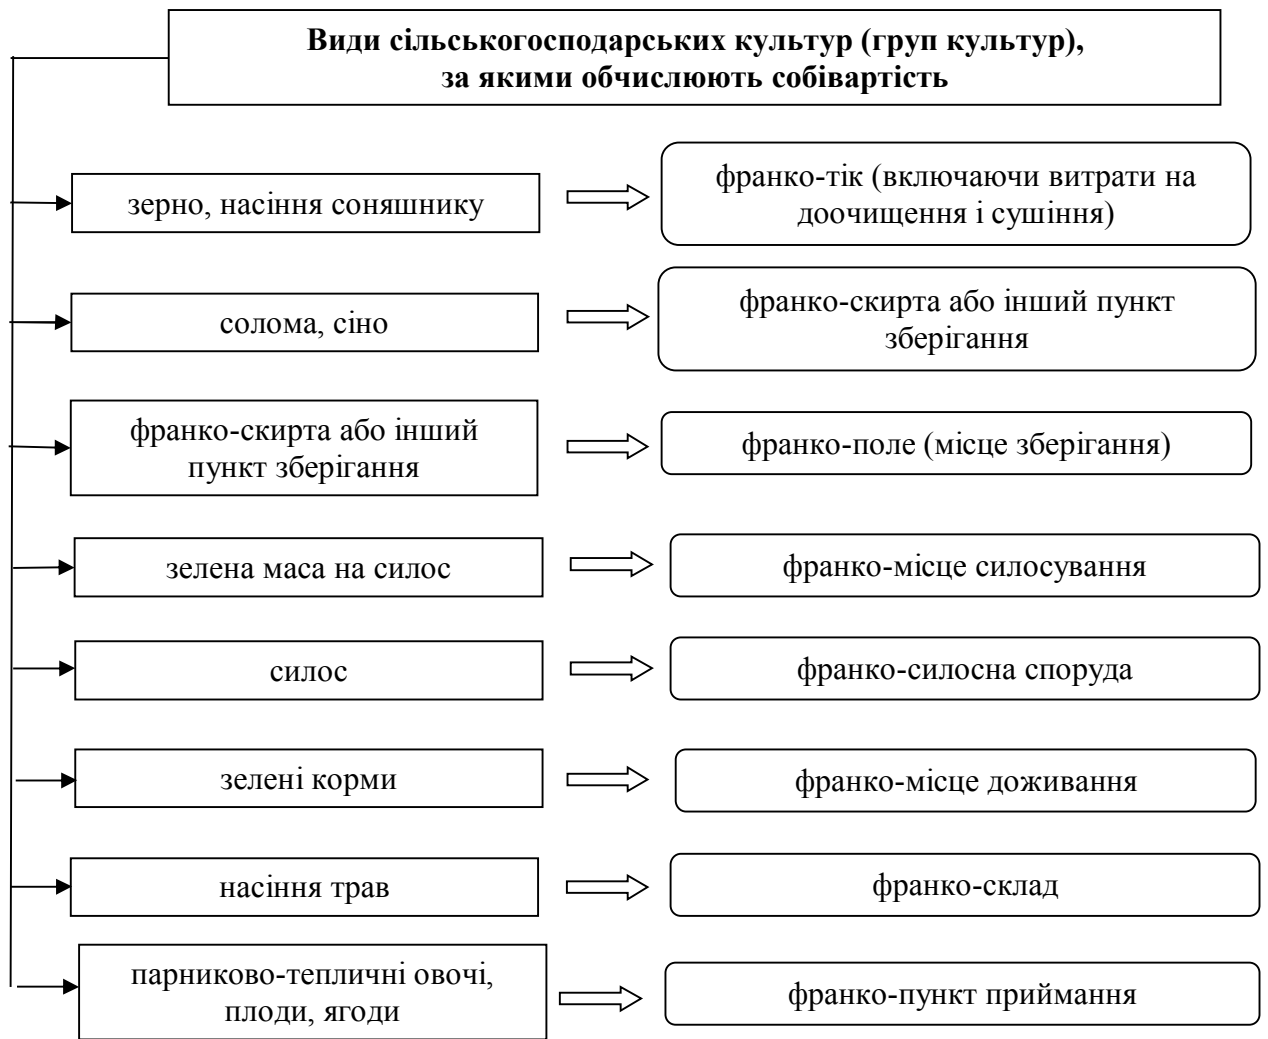 Види сільськогосподарських культур (груп культур),
за якими обчислюють собівартість
зерно, насіння соняшнику
франко-тік (включаючи витрати на
доочищення і сушіння)
солома, сіно
франко-скирта або інший пункт
зберігання
франко-скирта або інший
пункт зберігання
франко-поле (місце зберігання)
зелена маса на силос
франко-місце силосування
силос
франко-силосна споруда
зелені корми
франко-місце доживання
насіння трав
франко-склад
парниково-тепличні овочі,
плоди, ягоди
франко-пункт приймання